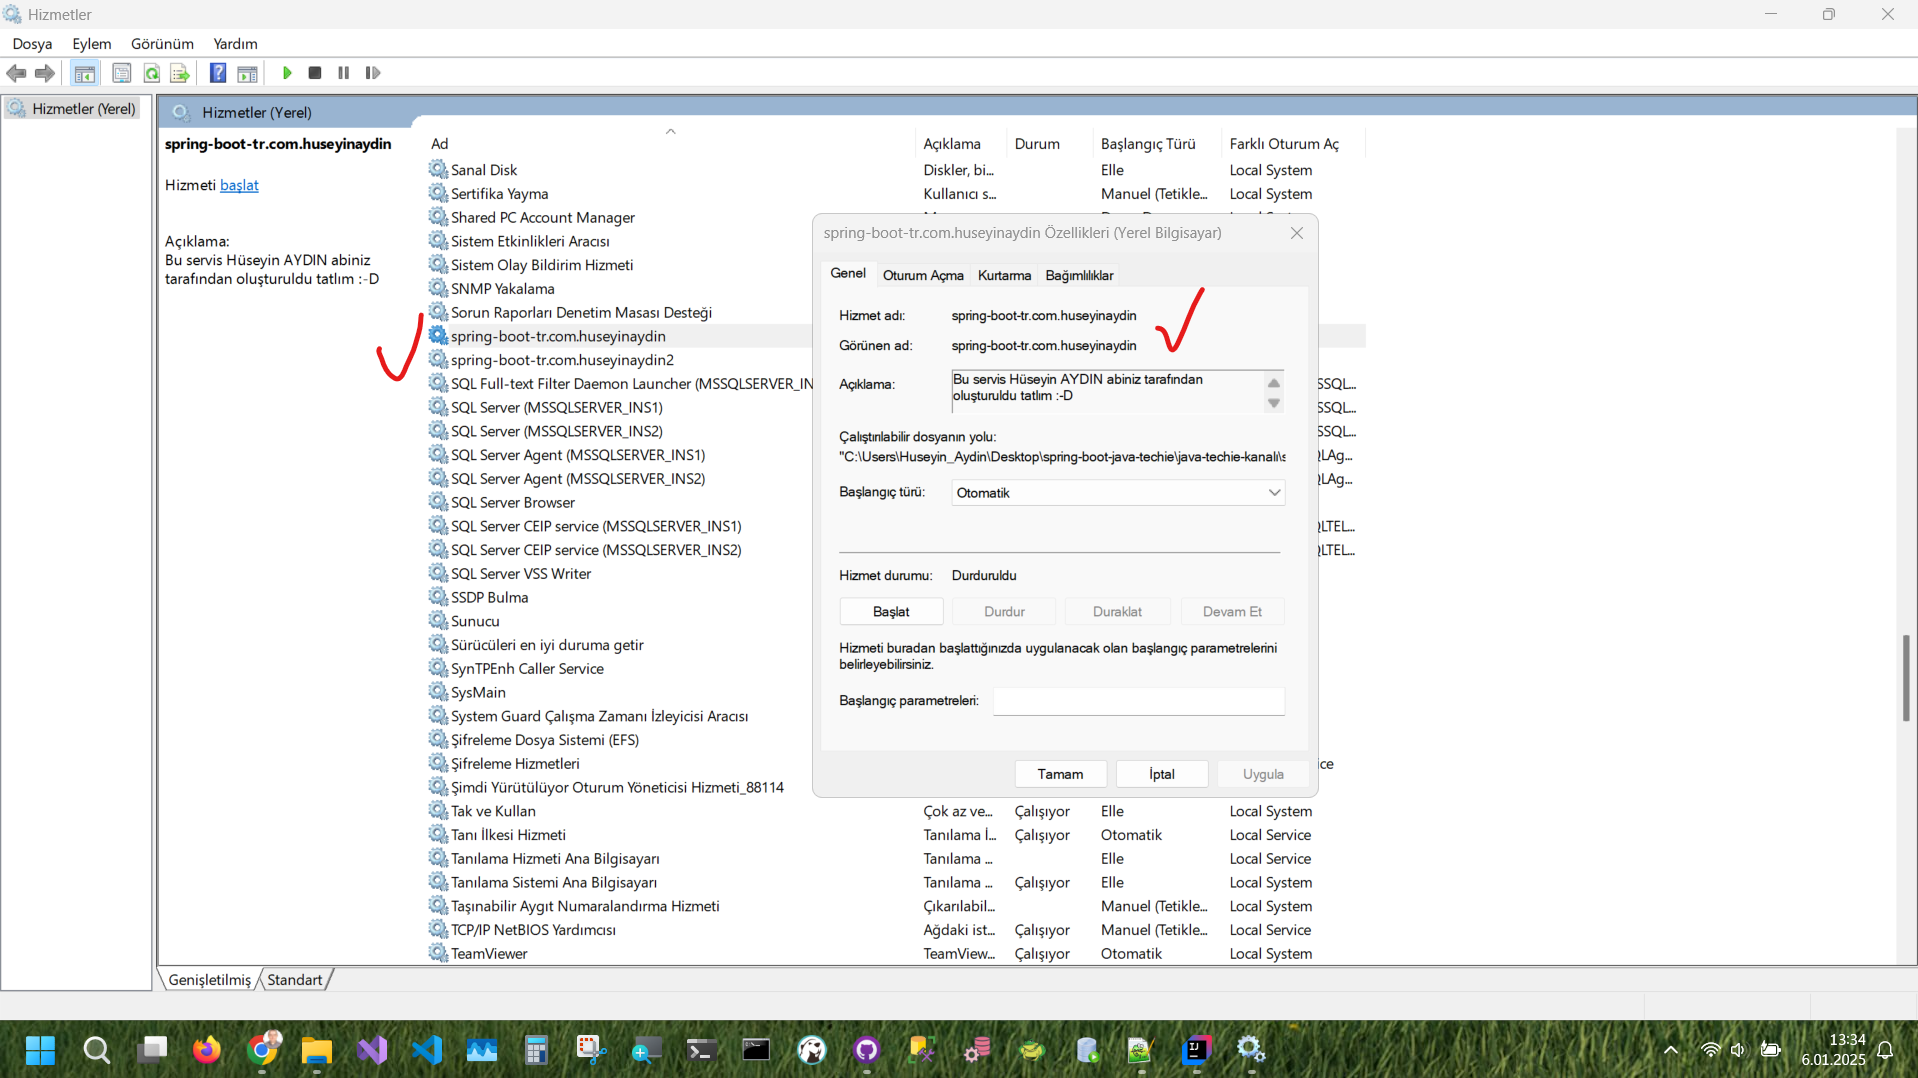 Hizmetler
Dosya Eylem Görünüm Yardım
Hizmetler (Yerel)
Hizmetler (Yerel)
spring-boot-tr.com.huseyinaydin
Hizmeti başlat
Açıklama:
Bu servis Hüseyin AYDIN abiniz
tarafından oluşturuldu tatlım :-D
Ad Açıklama Durum Başlangıç Türü Farklı Oturum Aç
Sanal Disk Diskler, bi... Elle Local System
Sertifika Yayma Kullanıcı s... Manuel (Tetikle... Local System
Shared PC Account Manager
Sistem Etkinlikleri Aracısı
Sistem Olay Bildirim Hizmeti
SNMP Yakalama
Sorun Raporları Denetim Masası Desteği
spring-boot-tr.com.huseyinaydin
spring-boot-tr.com.huseyinaydin2
SQL Full-text Filter Daemon Launcher (MSSQLSERVER_IN SSQL...
SQL Server (MSSQLSERVER_INS1) SSQL...
SQL Server (MSSQLSERVER_INS2) SSQL...
SQL Server Agent (MSSQLSERVER_INS1) LAg...
SQL Server Agent (MSSQLSERVER_INS2) LAg...
SQL Server Browser
SQL Server CEIP service (MSSQLSERVER_INS1) LTEL...
SQL Server CEIP service (MSSQLSERVER_INS2) LTEL...
SQL Server VSS Writer
SSDP Bulma
Sunucu
Sürücüleri en iyi duruma getir
SynTPEnh Caller Service
SysMain
System Guard Çalışma Zamanı İzleyicisi Aracısı
Şifreleme Dosya Sistemi (EFS)
Şifreleme Hizmetleri ice
Şimdi Yürütülüyor Oturum Yöneticisi Hizmeti_88114
Tak ve Kullan Çok az ve... Çalışıyor Elle Local System
Tanı İlkesi Hizmeti Tanılama İ... Çalışıyor Otomatik Local Service
Tanılama Hizmeti Ana Bilgisayarı Tanılama ... Elle Local Service
Tanılama Sistemi Ana Bilgisayarı Tanılama ... Çalışıyor Elle Local System
Taşınabilir Aygıt Numaralandırma Hizmeti Çıkarılabil... Manuel (Tetikle... Local System
TCP/IP NetBIOS Yardımcısı Ağdaki ist... Çalışıyor Manuel (Tetikle... Local Service
TeamViewer TeamView... Çalışıyor Otomatik Local System
spring-boot-tr.com.huseyinaydin Özellikleri (Yerel Bilgisayar)
Genel Oturum Açma Kurtarma Bağımlılıklar
Hizmet adı: spring-boot-tr.com.huseyinaydin
Görünen ad: spring-boot-tr.com.huseyinaydin
Açıklama: Bu servis Hüseyin AYDIN abiniz tarafından
oluşturuldu tatlım :-D
Çalıştırılabilir dosyanın yolu:
"C:\Users\Huseyin_Aydin\Desktop\spring-boot-java-techie\java-techie-kanalı\s
Başlangıç türü: Otomatik
Hizmet durumu: Durduruldu
Başlat Durdur Duraklat Devam Et
Hizmeti buradan başlattığınızda uygulanacak olan başlangıç parametrelerini
belirleyebilirsiniz.
Başlangıç parametreleri:
Tamam İptal Uygula
Genişletilmiş Standart
13:34
6.01.2025